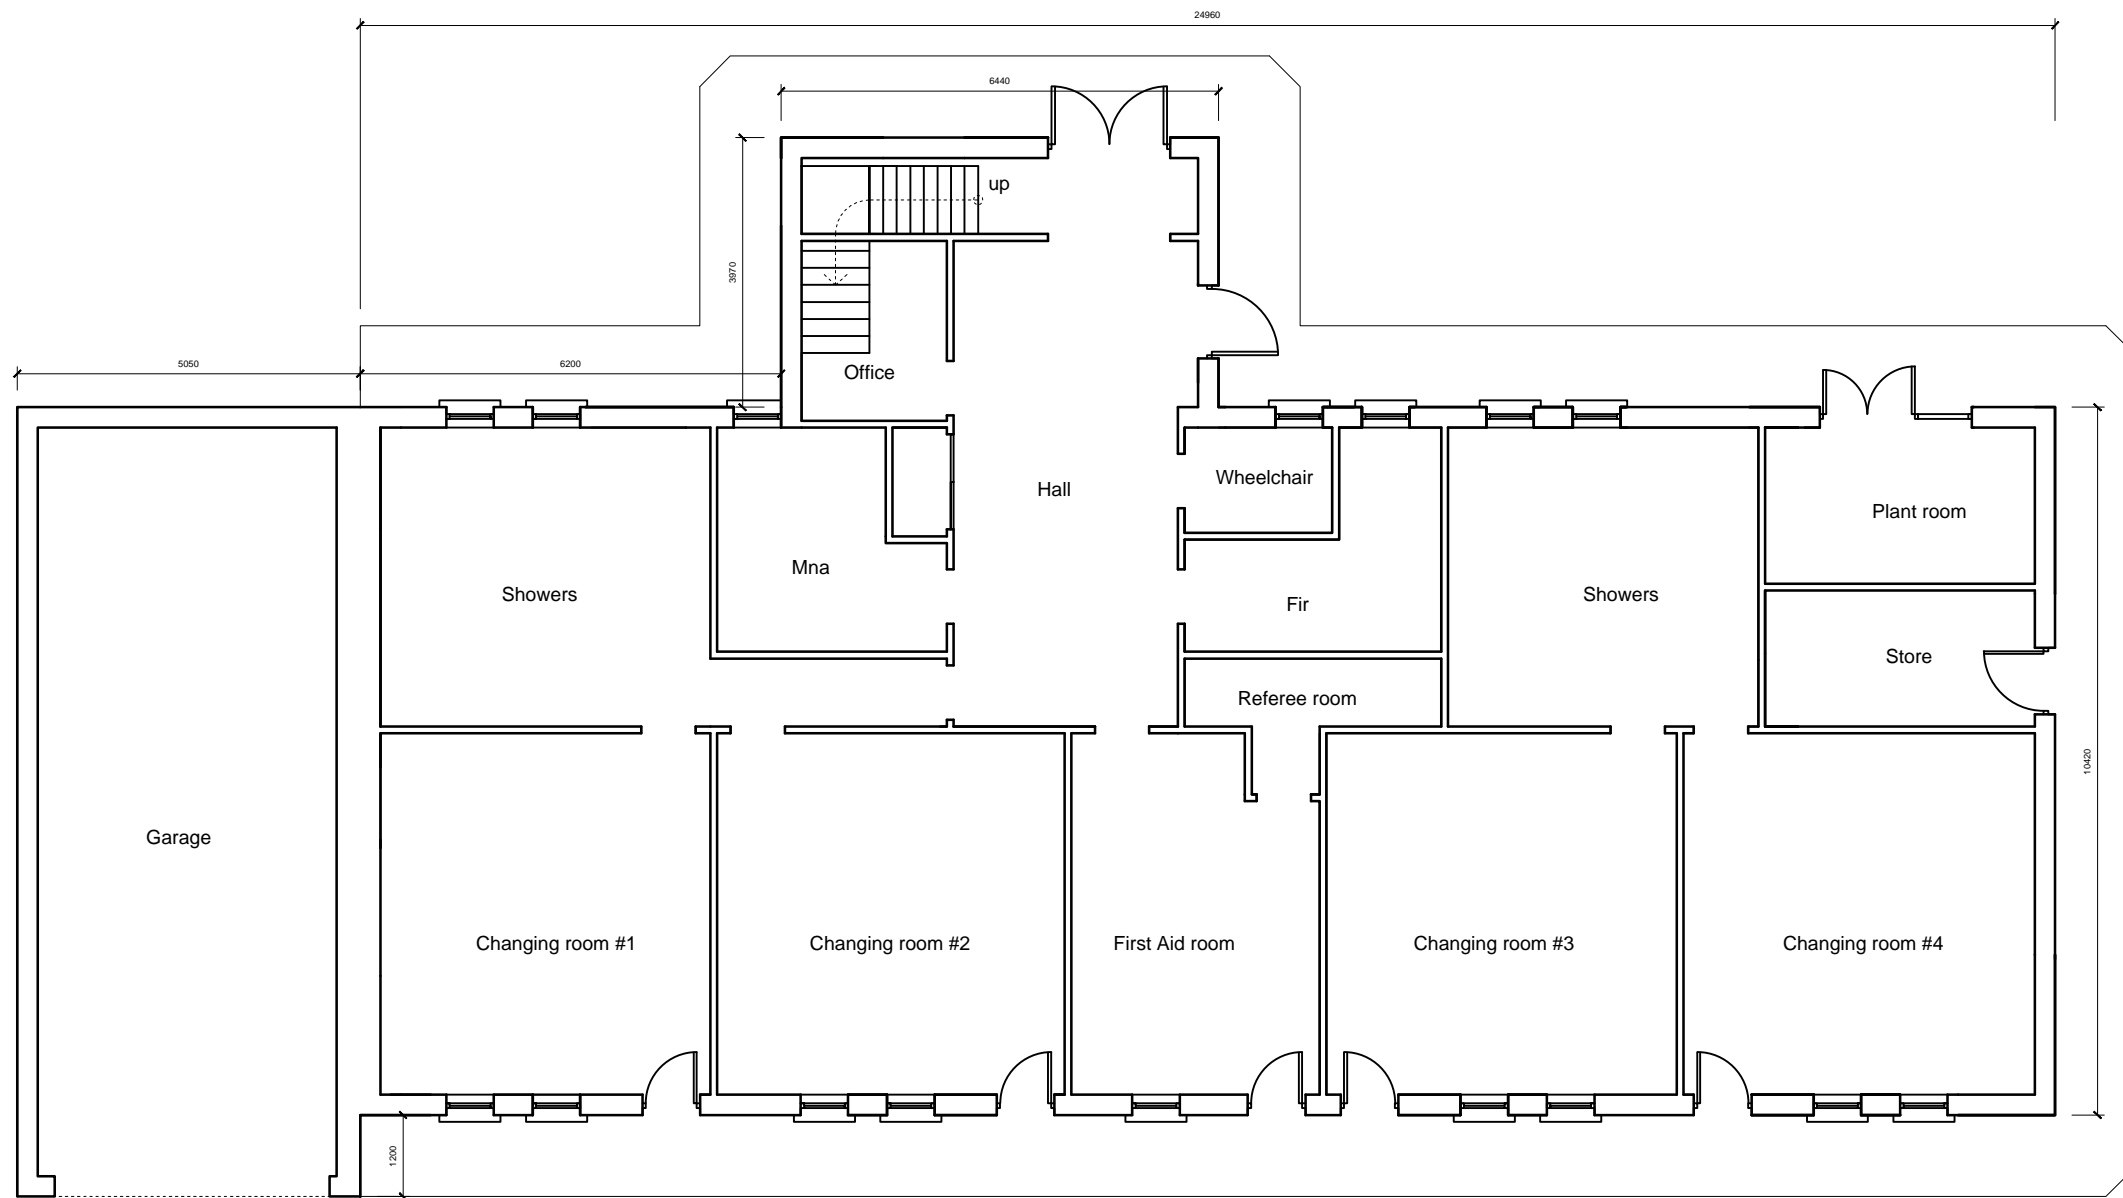 24960
6440
up
3970
5050
6200
Office
Wheelchair
Hall
Plant room
Mna
Showers
Fir
Showers
Store
Referee room
10420
Garage
Changing room #1
Changing room #2
First Aid room
Changing room #3
Changing room #4
1200